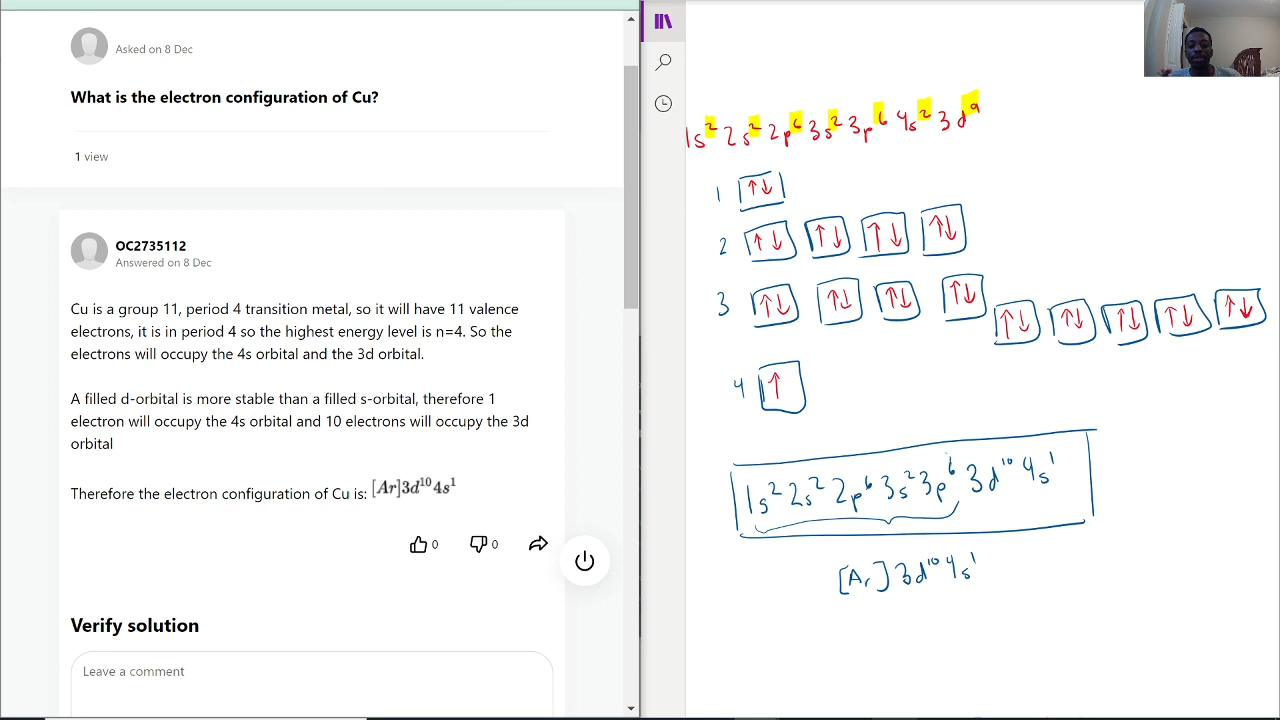 Asked on 8 Dec
What is the electron configuration of Cu?
1 view
OC2735112
Answered on 8 Dec
Cu is a group 11, period 4 transition metal, so it will have 11 valence
electrons, it is in period 4 so the highest energy level is n=4. So the
electrons will occupy the 4s orbital and the 3d orbital.
A filled d-orbital is more stable than a filled s-orbital, therefore 1
electron will occupy the 4s orbital and 10 electrons will occupy the 3d
orbital
Therefore the electron configuration of Cu is: [Ar]3d¹⁰4s¹
0 0
Verify solution
Leave a comment
1s² 2s² 2p⁶ 3s² 3p⁶ 4s² 3d⁹
1 ↑↓
2 ↑↓ ↑↓ ↑↓ ↑↓
3 ↑↓ ↑↓ ↑↓ ↑↓ ↑↓ ↑↓ ↑↓ ↑↓ ↑↓
4 ↑
1s² 2s² 2p⁶ 3s² 3p⁶ 3d¹⁰ 4s¹
[Ar] 3d¹⁰ 4s¹